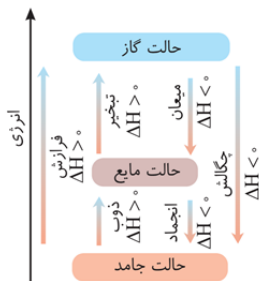 انرژی
حالت گاز
فرازش
ΔH > ۰
تبخیر
ΔH > ۰
میعان
ΔH < ۰
چگالش
ΔH < ۰
حالت مایع
ذوب
ΔH > ۰
انجماد
ΔH < ۰
حالت جامد